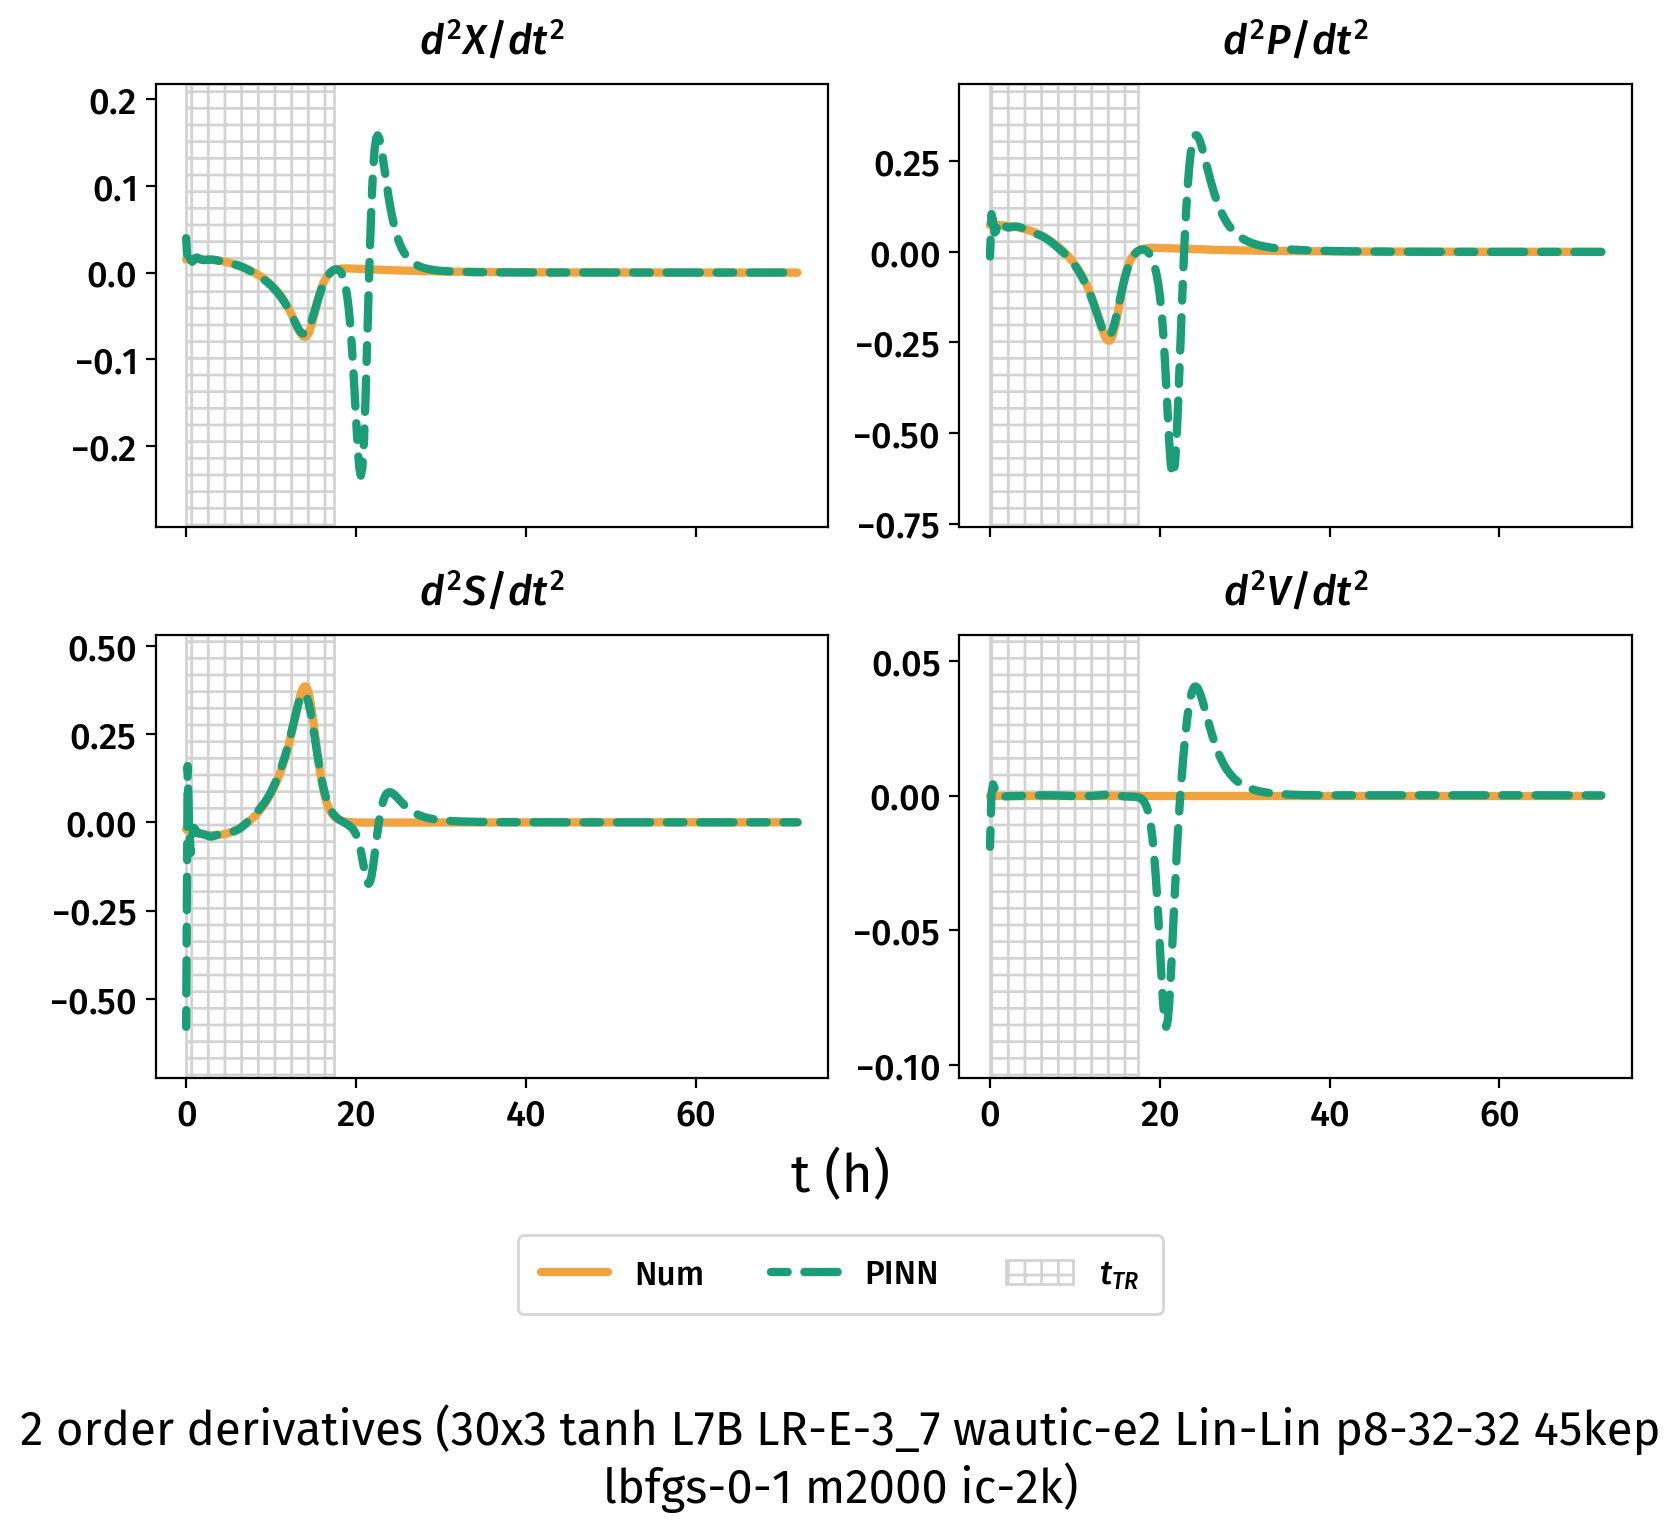 d²X/dt²
d²P/dt²
0.2
0.1
0.0
−0.1
−0.2
0.25
0.00
−0.25
−0.50
−0.75
d²S/dt²
d²V/dt²
0.50
0.25
0.00
−0.25
−0.50
0.05
0.00
−0.05
−0.10
0 20 40 60
0 20 40 60
t (h)
Num PINN t_TR
2 order derivatives (30x3 tanh L7B LR-E-3_7 wautic-e2 Lin-Lin p8-32-32 45kep
lbfgs-0-1 m2000 ic-2k)